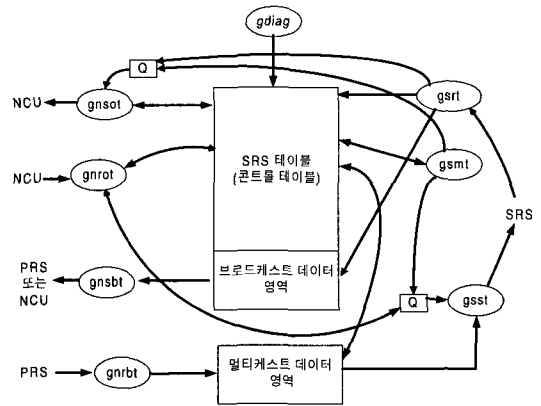 gdiag
Q
NCU
gnsot
gsrt
SRS 테이블
(콘트롤 테이블)
gsmt
NCU
gnrot
SRS
PRS
또는
NCU
gnsbt
브로드케스트 데이터
영역
Q
gsst
PRS
gnrbt
멀티케스트 데이터
영역